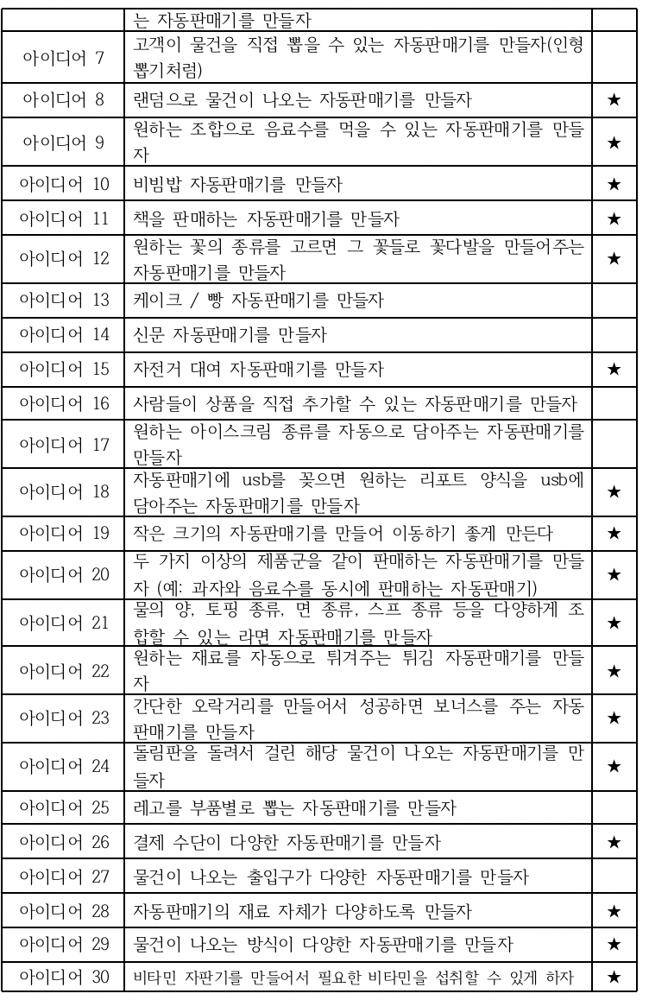 는 자동판매기를 만들자
아이디어 7
고객이 물건을 직접 뽑을 수 있는 자동판매기를 만들자(인형
뽑기처럼)
아이디어 8
랜덤으로 물건이 나오는 자동판매기를 만들자
★
아이디어 9
원하는 조합으로 음료수를 먹을 수 있는 자동판매기를 만들
자
★
아이디어 10
비빔밥 자동판매기를 만들자
★
아이디어 11
책을 판매하는 자동판매기를 만들자
★
아이디어 12
원하는 꽃의 종류를 고르면 그 꽃들로 꽃다발을 만들어주는
자동판매기를 만들자
★
아이디어 13
케이크 / 빵 자동판매기를 만들자
아이디어 14
신문 자동판매기를 만들자
아이디어 15
자전거 대여 자동판매기를 만들자
★
아이디어 16
사람들이 상품을 직접 추가할 수 있는 자동판매기를 만들자
아이디어 17
원하는 아이스크림 종류를 자동으로 담아주는 자동판매기를
만들자
아이디어 18
자동판매기에 usb를 꽂으면 원하는 리포트 양식을 usb에
담아주는 자동판매기를 만들자
★
아이디어 19
작은 크기의 자동판매기를 만들어 이동하기 좋게 만든다
★
아이디어 20
두 가지 이상의 제품군을 같이 판매하는 자동판매기를 만들
자 (예: 과자와 음료수를 동시에 판매하는 자동판매기)
★
아이디어 21
물의 양, 토핑 종류, 면 종류, 스프 종류 등을 다양하게 조
합할 수 있는 라면 자동판매기를 만들자
★
아이디어 22
원하는 재료를 자동으로 튀겨주는 튀김 자동판매기를 만들
자
★
아이디어 23
간단한 오락거리를 만들어서 성공하면 보너스를 주는 자동
판매기를 만들자
★
아이디어 24
돌림판을 돌려서 걸린 해당 물건이 나오는 자동판매기를 만
들자
★
아이디어 25
레고를 부품별로 뽑는 자동판매기를 만들자
아이디어 26
결제 수단이 다양한 자동판매기를 만들자
★
아이디어 27
물건이 나오는 출입구가 다양한 자동판매기를 만들자
아이디어 28
자동판매기의 재료 자체가 다양하도록 만들자
★
아이디어 29
물건이 나오는 방식이 다양한 자동판매기를 만들자
★
아이디어 30
비타민 자판기를 만들어서 필요한 비타민을 섭취할 수 있게 하자
★